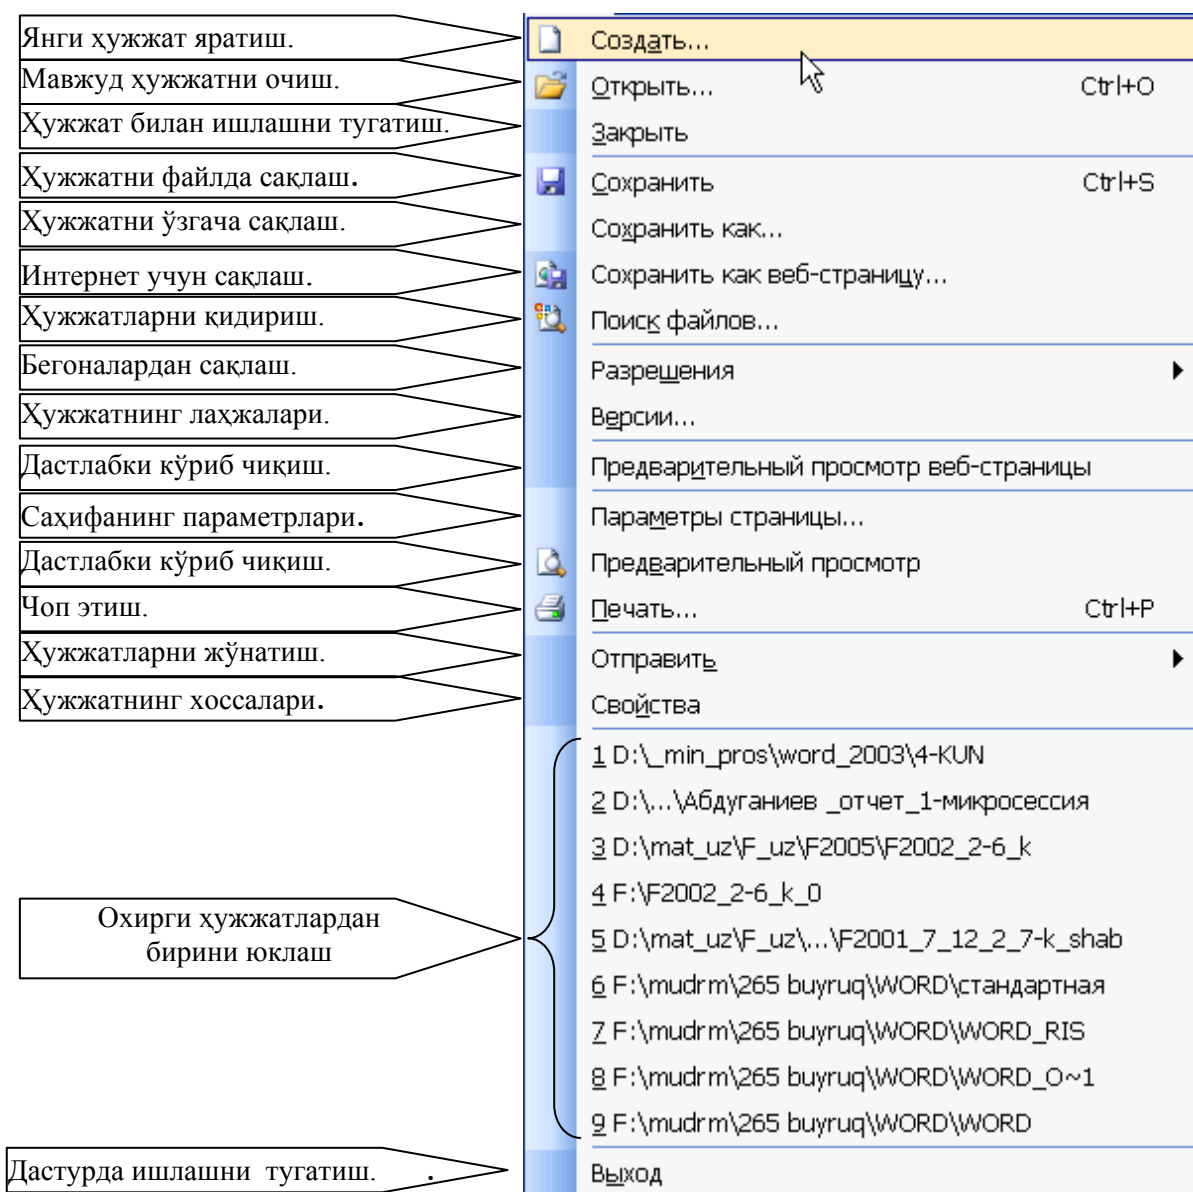 Янги ҳужжат яратиш.
Создать...
Мавжуд ҳужжатни очиш.
Открыть... Ctrl+O
Ҳужжат билан ишлашни тугатиш.
Закрыть
Ҳужжатни файлда сақлаш.
Сохранить Ctrl+S
Ҳужжатни ўзгача сақлаш.
Сохранить как...
Интернет учун сақлаш.
Сохранить как веб-страницу...
Ҳужжатларни қидириш.
Поиск файлов...
Бегоналардан сақлаш.
Разрешения
Ҳужжатнинг лаҳжалари.
Версии...
Дастлабки кўриб чиқиш.
Предварительный просмотр веб-страницы
Саҳифанинг параметрлари.
Параметры страницы...
Дастлабки кўриб чиқиш.
Предварительный просмотр
Чоп этиш.
Печать... Ctrl+P
Ҳужжатларни жўнатиш.
Отправить
Ҳужжатнинг хоссалари.
Свойства
1 D:\_min_pros\word_2003\4-KUN
2 D:\...\Абдуганиев _отчет_1-микросессия
3 D:\mat_uz\F_uz\F2005\F2002_2-6_k
4 F:\F2002_2-6_k_0
Охирги ҳужжатлардан
бирини юклаш
5 D:\mat_uz\F_uz\...\F2001_7_12_2_7-k_shab
6 F:\mudrm\265 buyruq\WORD\стандартная
7 F:\mudrm\265 buyruq\WORD\WORD_RIS
8 F:\mudrm\265 buyruq\WORD\WORD_O~1
9 F:\mudrm\265 buyruq\WORD\WORD
Дастурда ишлашни тугатиш. .
Выход